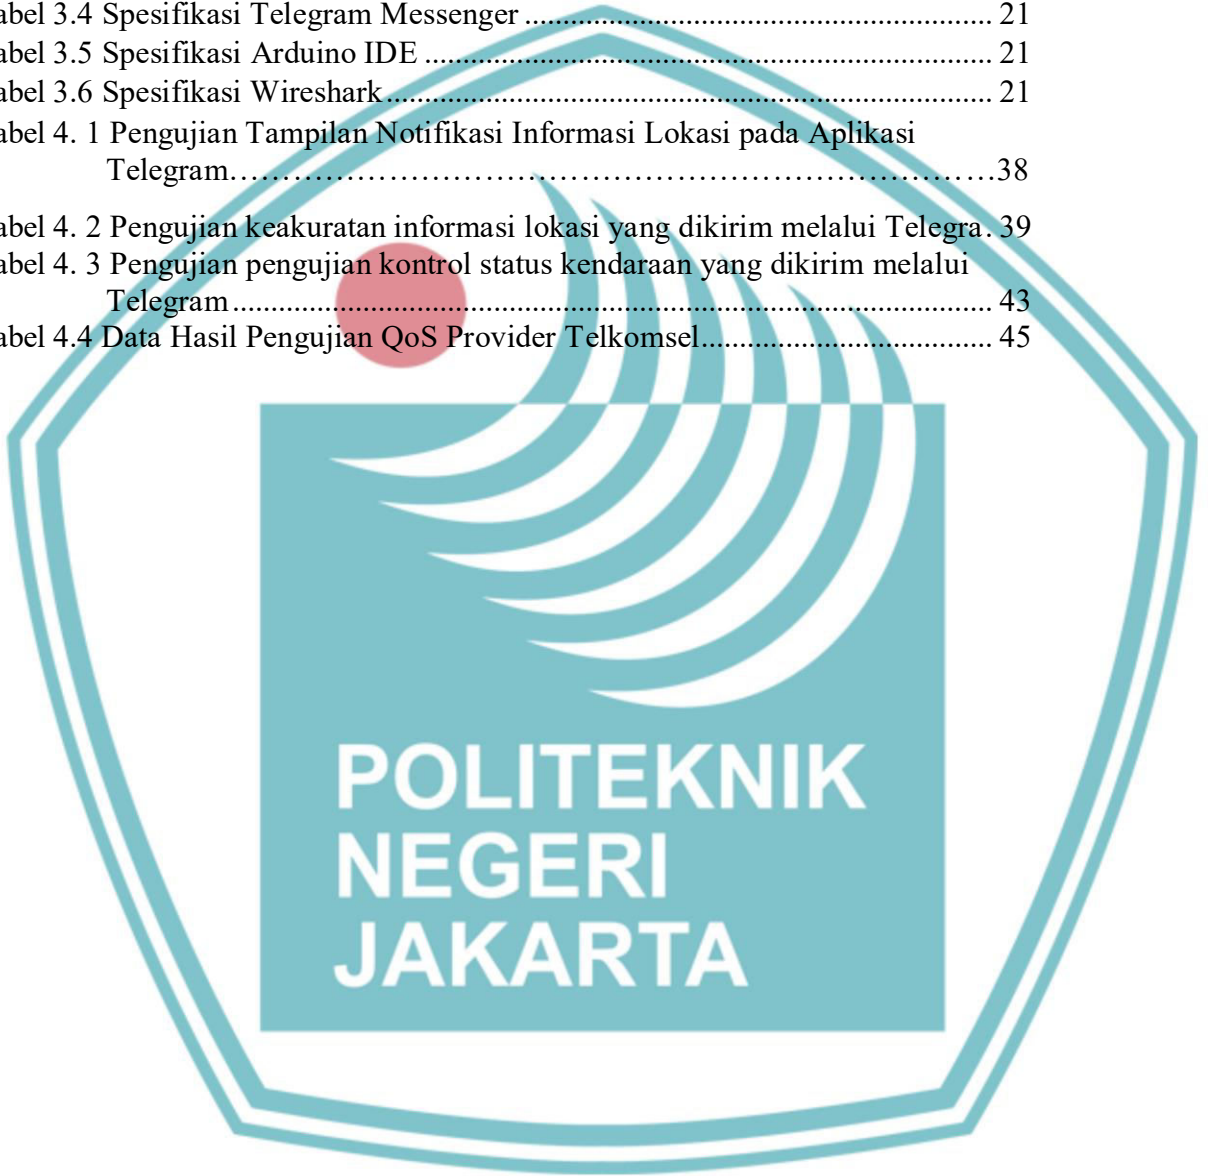 abel 3.4 Spesifikasi Telegram Messenger ............................................................. 21
abel 3.5 Spesifikasi Arduino IDE .......................................................................... 21
abel 3.6 Spesifikasi Wireshark ............................................................................... 21
abel 4. 1 Pengujian Tampilan Notifikasi Informasi Lokasi pada Aplikasi
Telegram……………………………………………………………………….38
abel 4. 2 Pengujian keakuratan informasi lokasi yang dikirim melalui Telegra. 39
abel 4. 3 Pengujian pengujian kontrol status kendaraan yang dikirim melalui
Telegram .................................................................................................... 43
abel 4.4 Data Hasil Pengujian QoS Provider Telkomsel...................................... 45
POLITEKNIK
NEGERI
JAKARTA